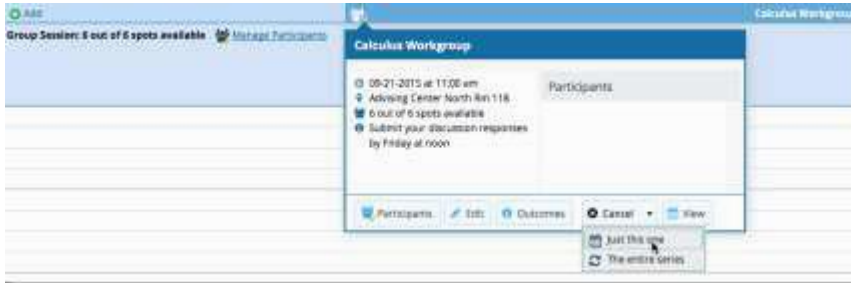 Add
Calculus Workgroup
Group Session: 6 out of 6 spots available Manage Participants
Calculus Workgroup
09-21-2015 at 11:00 am
Advising Center North Rm 118
6 out of 6 spots available
Submit your discussion responses
by Friday at noon
Participants
Participants Edit Outcomes Cancel View
Just this one
The entire series